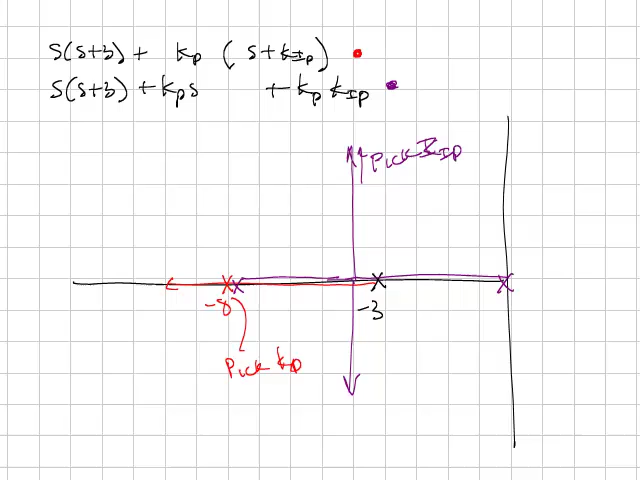 S(S+3) + Kp (S+KIp)
S(S+3) + KpS + Kp KIp
Pick KIp
-8
-3
Pick Kp